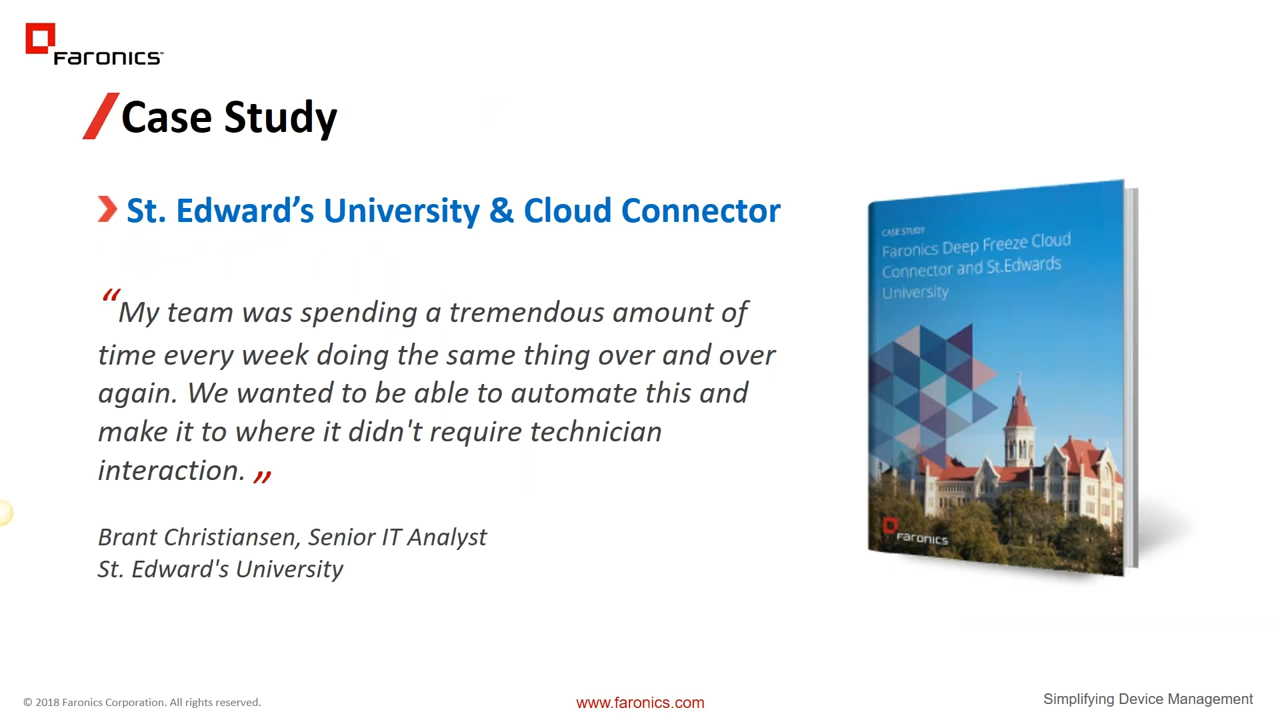 Faronics™
Case Study
St. Edward’s University & Cloud Connector
“My team was spending a tremendous amount of
time every week doing the same thing over and over
again. We wanted to be able to automate this and
make it to where it didn't require technician
interaction. „
Brant Christiansen, Senior IT Analyst
St. Edward's University
CASE STUDY
Faronics Deep Freeze Cloud
Connector and St.Edwards
University
Faronics
© 2018 Faronics Corporation. All rights reserved.
www.faronics.com
Simplifying Device Management